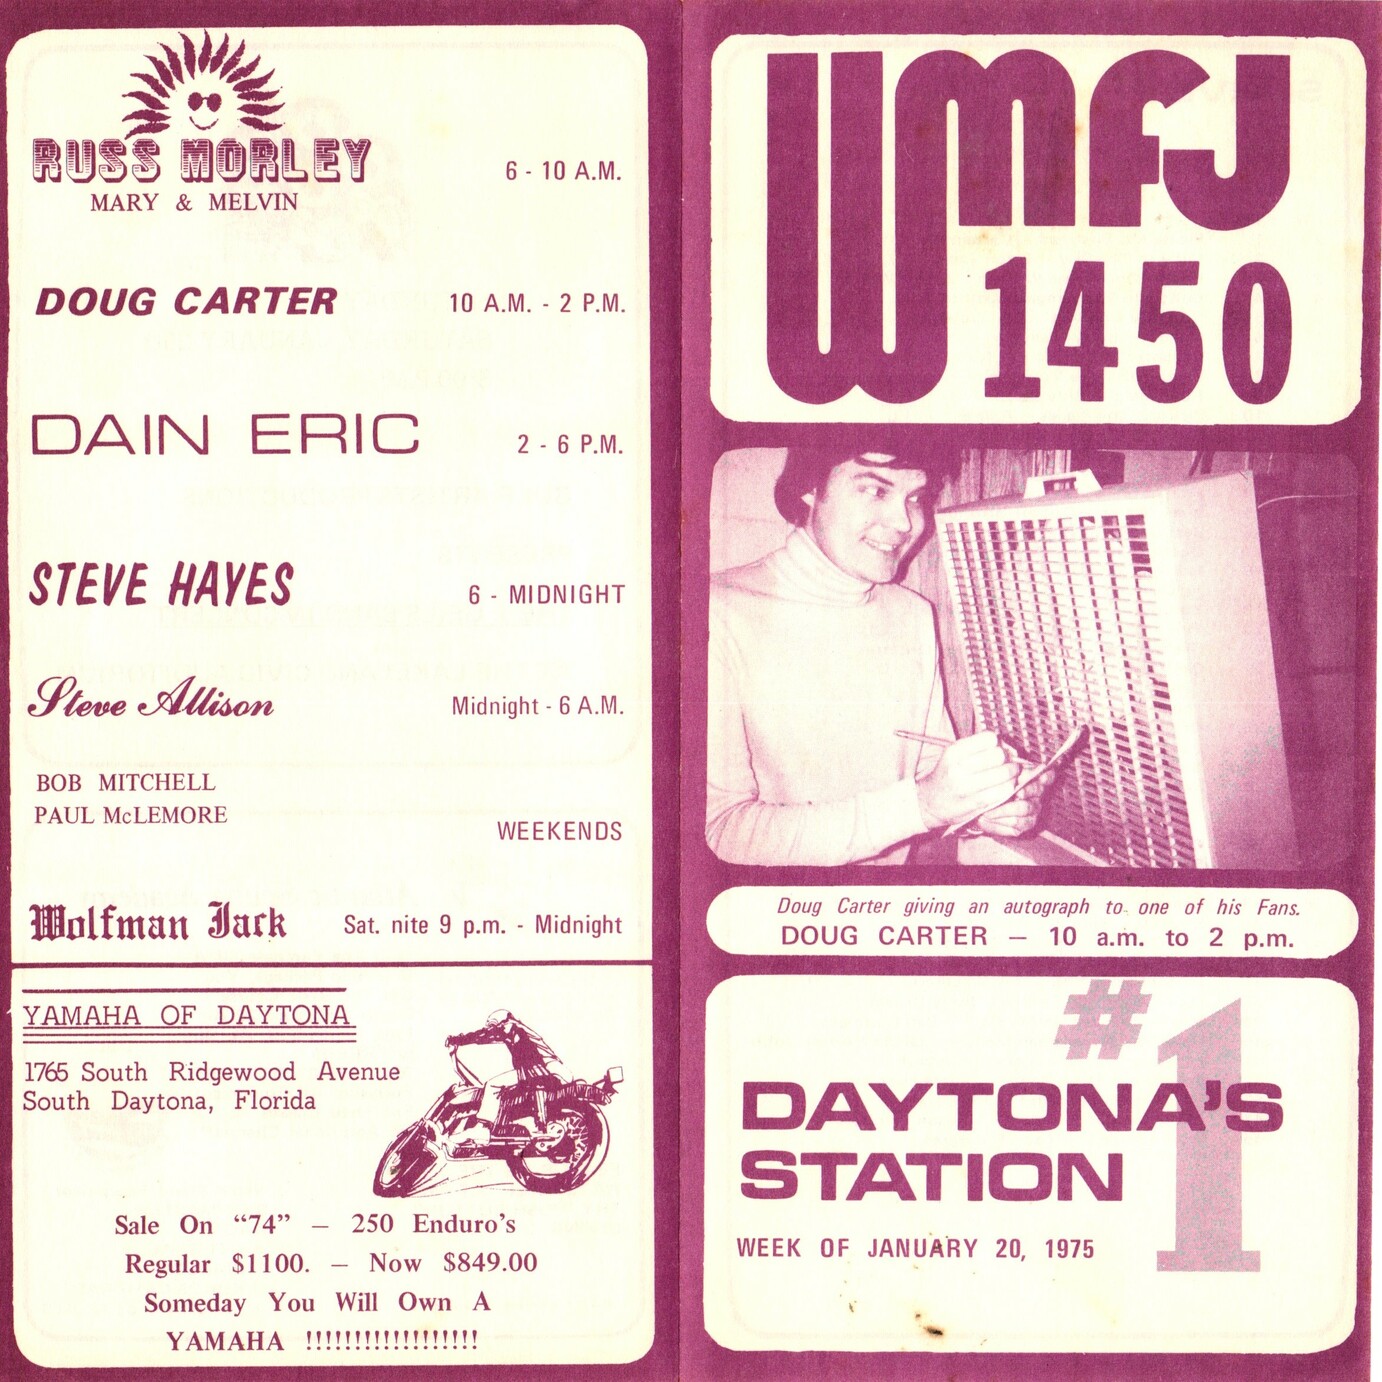 RUSS MORLEY
6 - 10 A.M.
MARY & MELVIN
DOUG CARTER 10 A.M. - 2 P.M.
DAIN ERIC 2 - 6 P.M.
STEVE HAYES 6 - MIDNIGHT
Steve Allison Midnight - 6 A.M.
BOB MITCHELL
PAUL McLEMORE
WEEKENDS
Wolfman Jack Sat. nite 9 p.m. - Midnight
YAMAHA OF DAYTONA
1765 South Ridgewood Avenue
South Daytona, Florida
Sale On “74” – 250 Enduro's
Regular $1100. – Now $849.00
Someday You Will Own A
YAMAHA !!!!!!!!!!!!!!!!!!!
WMFJ
1450
Doug Carter giving an autograph to one of his Fans.
DOUG CARTER – 10 a.m. to 2 p.m.
#1
DAYTONA'S
STATION
WEEK OF JANUARY 20, 1975